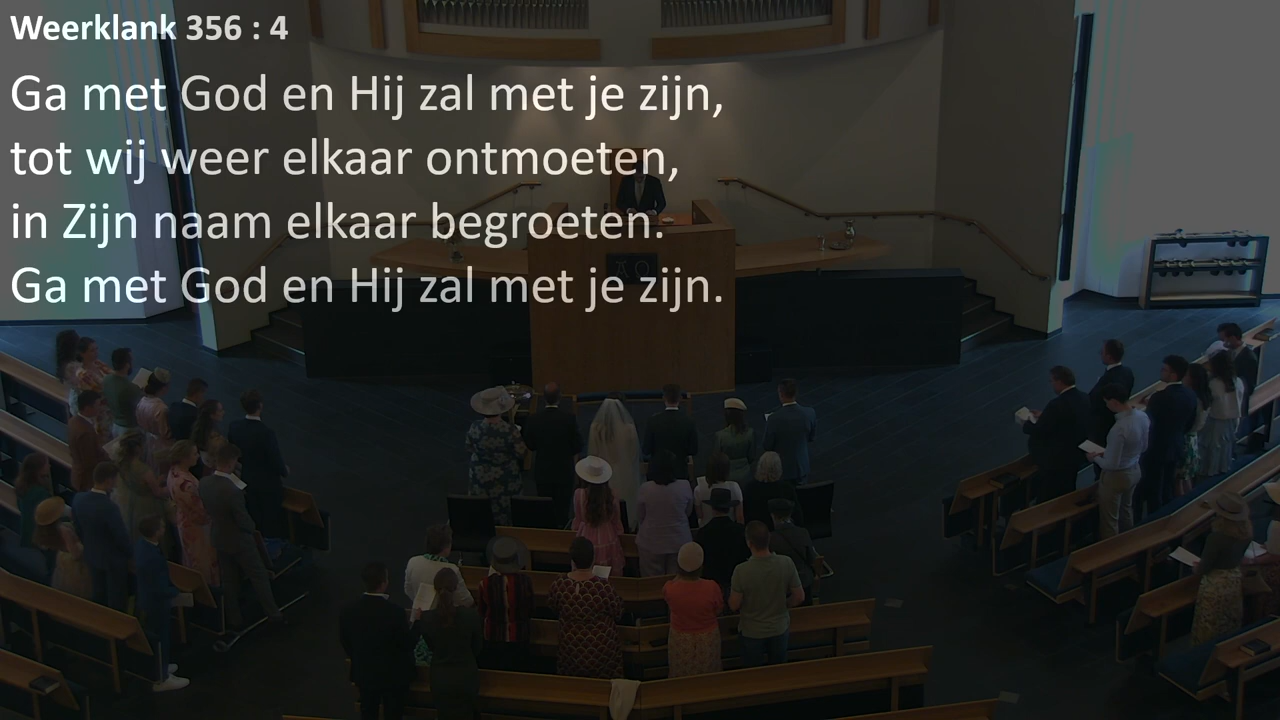 Weerklank 356 : 4
Ga met God en Hij zal met je zijn,
tot wij weer elkaar ontmoeten,
in Zijn naam elkaar begroeten.
Ga met God en Hij zal met je zijn.
ΑΩ